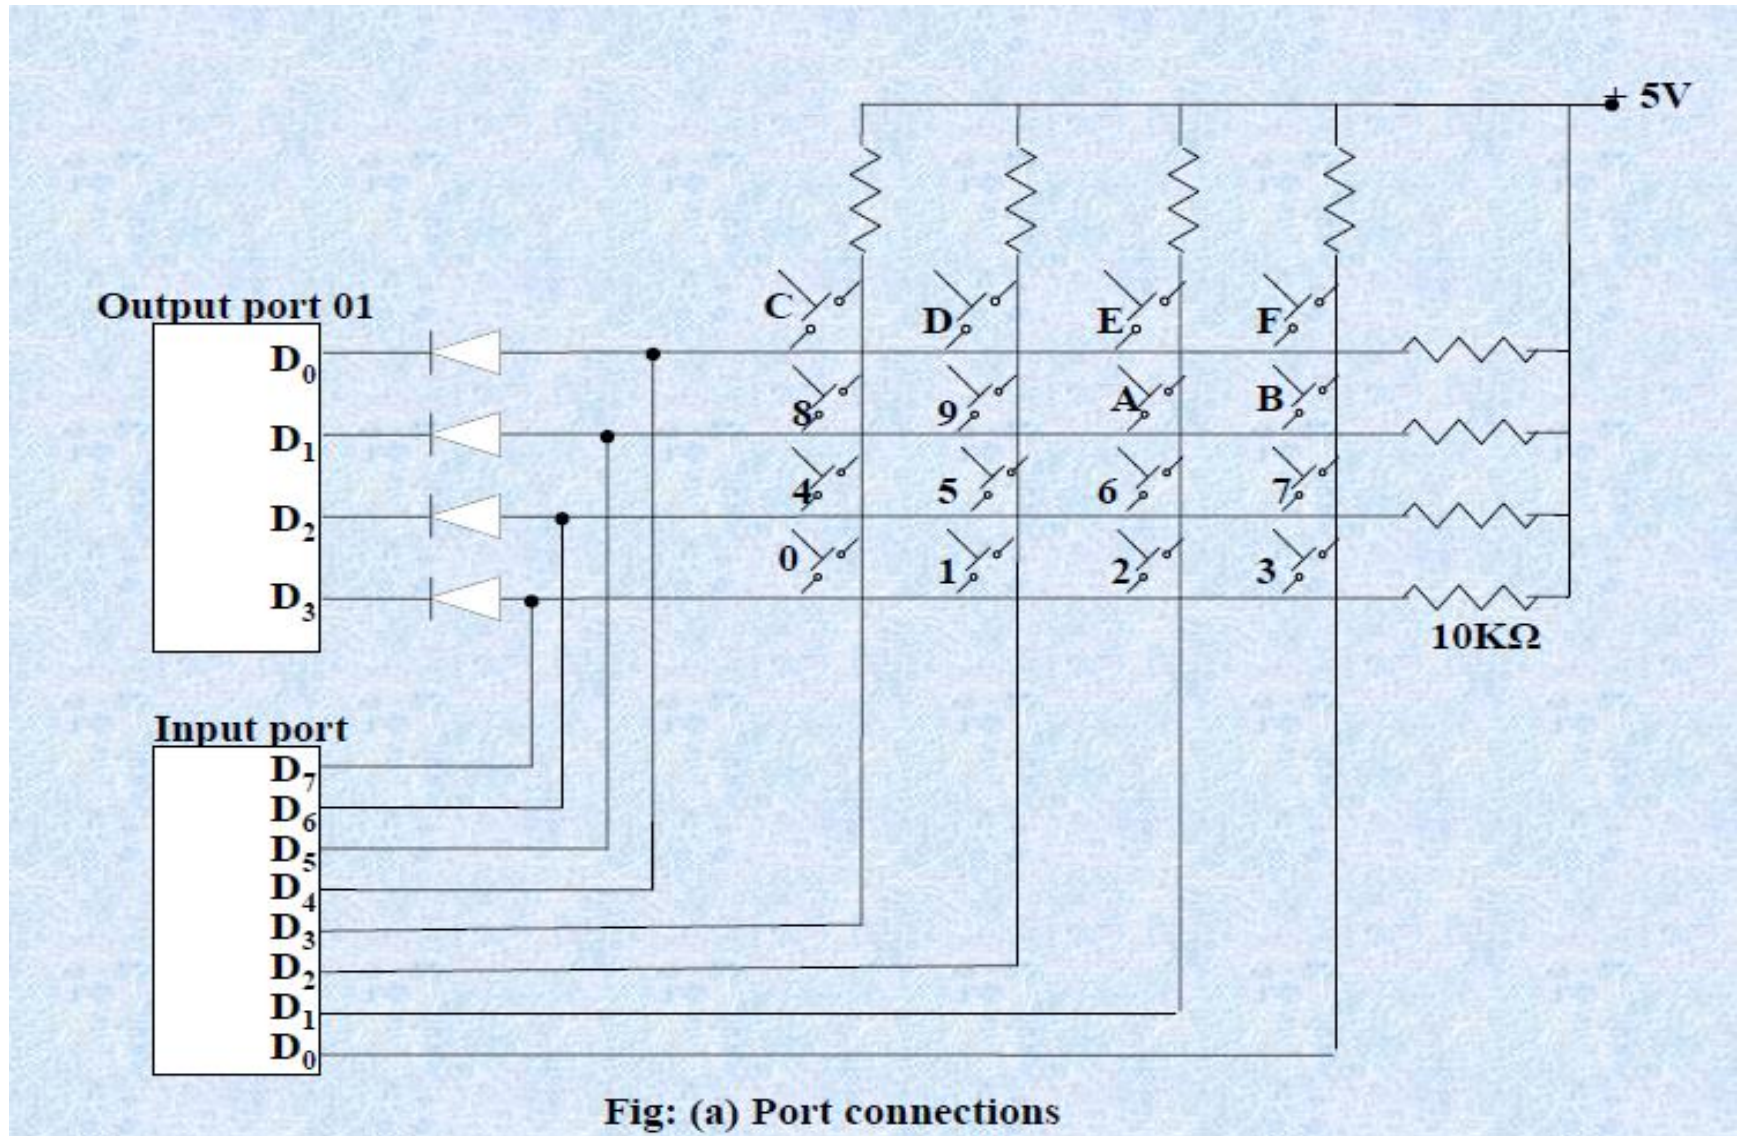 + 5V
Output port 01
C D E F
D0
8 9 A B
D1
4 5 6 7
D2
0 1 2 3
D3
10KΩ
Input port
D7
D6
D5
D4
D3
D2
D1
D0
Fig: (a) Port connections